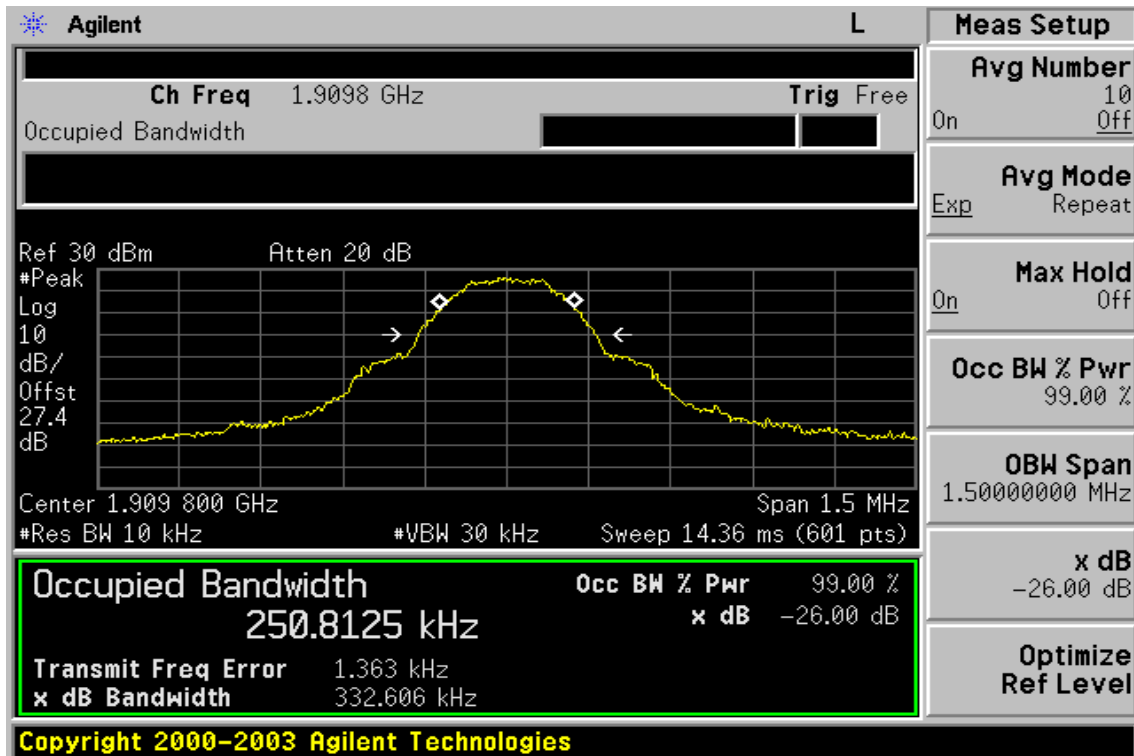 Agilent
L
Meas Setup
Ch Freq 1.9098 GHz
Trig Free
Occupied Bandwidth
Ref 30 dBm
Atten 20 dB
#Peak
Log
10
dB/
Offst
27.4
dB
Center 1.909 800 GHz
Span 1.5 MHz
#Res BW 10 kHz
#VBW 30 kHz
Sweep 14.36 ms (601 pts)
Occupied Bandwidth
250.8125 kHz
Occ BW % Pwr 99.00 %
x dB -26.00 dB
Transmit Freq Error 1.363 kHz
x dB Bandwidth 332.606 kHz
Avg Number
10
On Off
Avg Mode
Exp Repeat
Max Hold
On Off
Occ BW % Pwr
99.00 %
OBW Span
1.50000000 MHz
x dB
-26.00 dB
Optimize
Ref Level
Copyright 2000-2003 Agilent Technologies